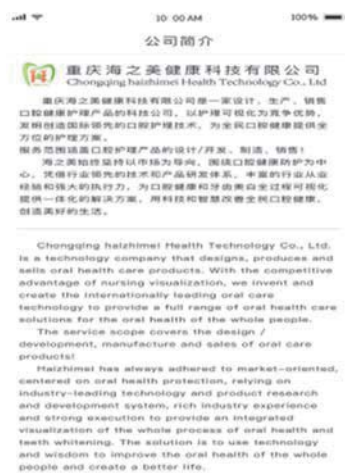 10:00 AM
100%
公司简介
重庆海之美健康科技有限公司
Chongqing haizhimei Health Technology Co., Ltd
重庆海之美健康科技有限公司是一家设计、生产、销售
口腔健康护理产品的科技公司，以护理可视化为竞争优势，
发明创造国际领先的口腔护理技术，为全民口腔健康提供全
方位的护理方案。
服务范围涵盖口腔护理产品的设计/开发、制造、销售！
海之美始终坚持以市场为导向，围绕口腔健康防护为中
心，凭借行业领先的技术和产品研发体系，丰富的行业从业
经验和强大的执行力，为口腔健康和牙齿美白全过程可视化
提供一体化的解决方案，用科技和智慧改善全民口腔健康，
创造美好的生活。
Chongqing haizhimei Health Technology Co., Ltd.
is a technology company that designs, produces and
sells oral health care products. With the competitive
advantage of nursing visualization, we invent and
create the internationally leading oral care
technology to provide a full range of oral health care
solutions for the oral health of the whole people.
The service scope covers the design /
development, manufacture and sales of oral care
products!
Haizhimei has always adhered to market-oriented,
centered on oral health protection, relying on
industry-leading technology and product research
and development system, rich industry experience
and strong execution to provide an integrated
visualization of the whole process of oral health and
teeth whitening. The solution is to use technology
and wisdom to improve the oral health of the whole
people and create a better life.